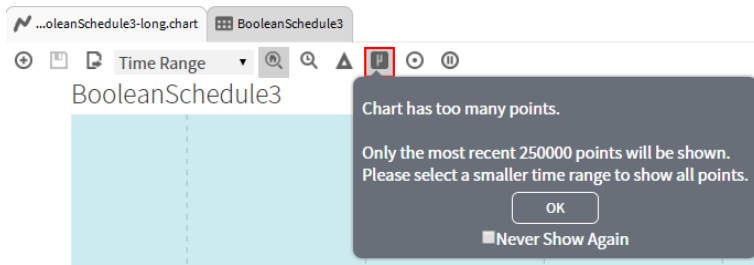 ...oleanSchedule3-long.chart BooleanSchedule3
Time Range
BooleanSchedule3
Chart has too many points.
Only the most recent 250000 points will be shown.
Please select a smaller time range to show all points.
OK
Never Show Again